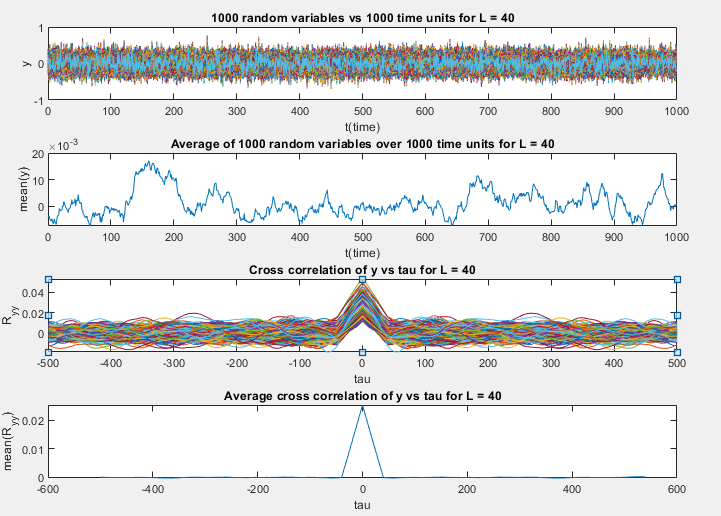 1000 random variables vs 1000 time units for L = 40
1
0
-1
y
0 100 200 300 400 500 600 700 800 900 1000
t(time)
×10-3
Average of 1000 random variables over 1000 time units for L = 40
20
10
0
mean(y)
0 100 200 300 400 500 600 700 800 900 1000
t(time)
Cross correlation of y vs tau for L = 40
0.04
0.02
0
Ryy
-500 -400 -300 -200 -100 0 100 200 300 400 500
tau
Average cross correlation of y vs tau for L = 40
0.02
0.01
0
mean(Ryy)
-600 -400 -200 0 200 400 600
tau